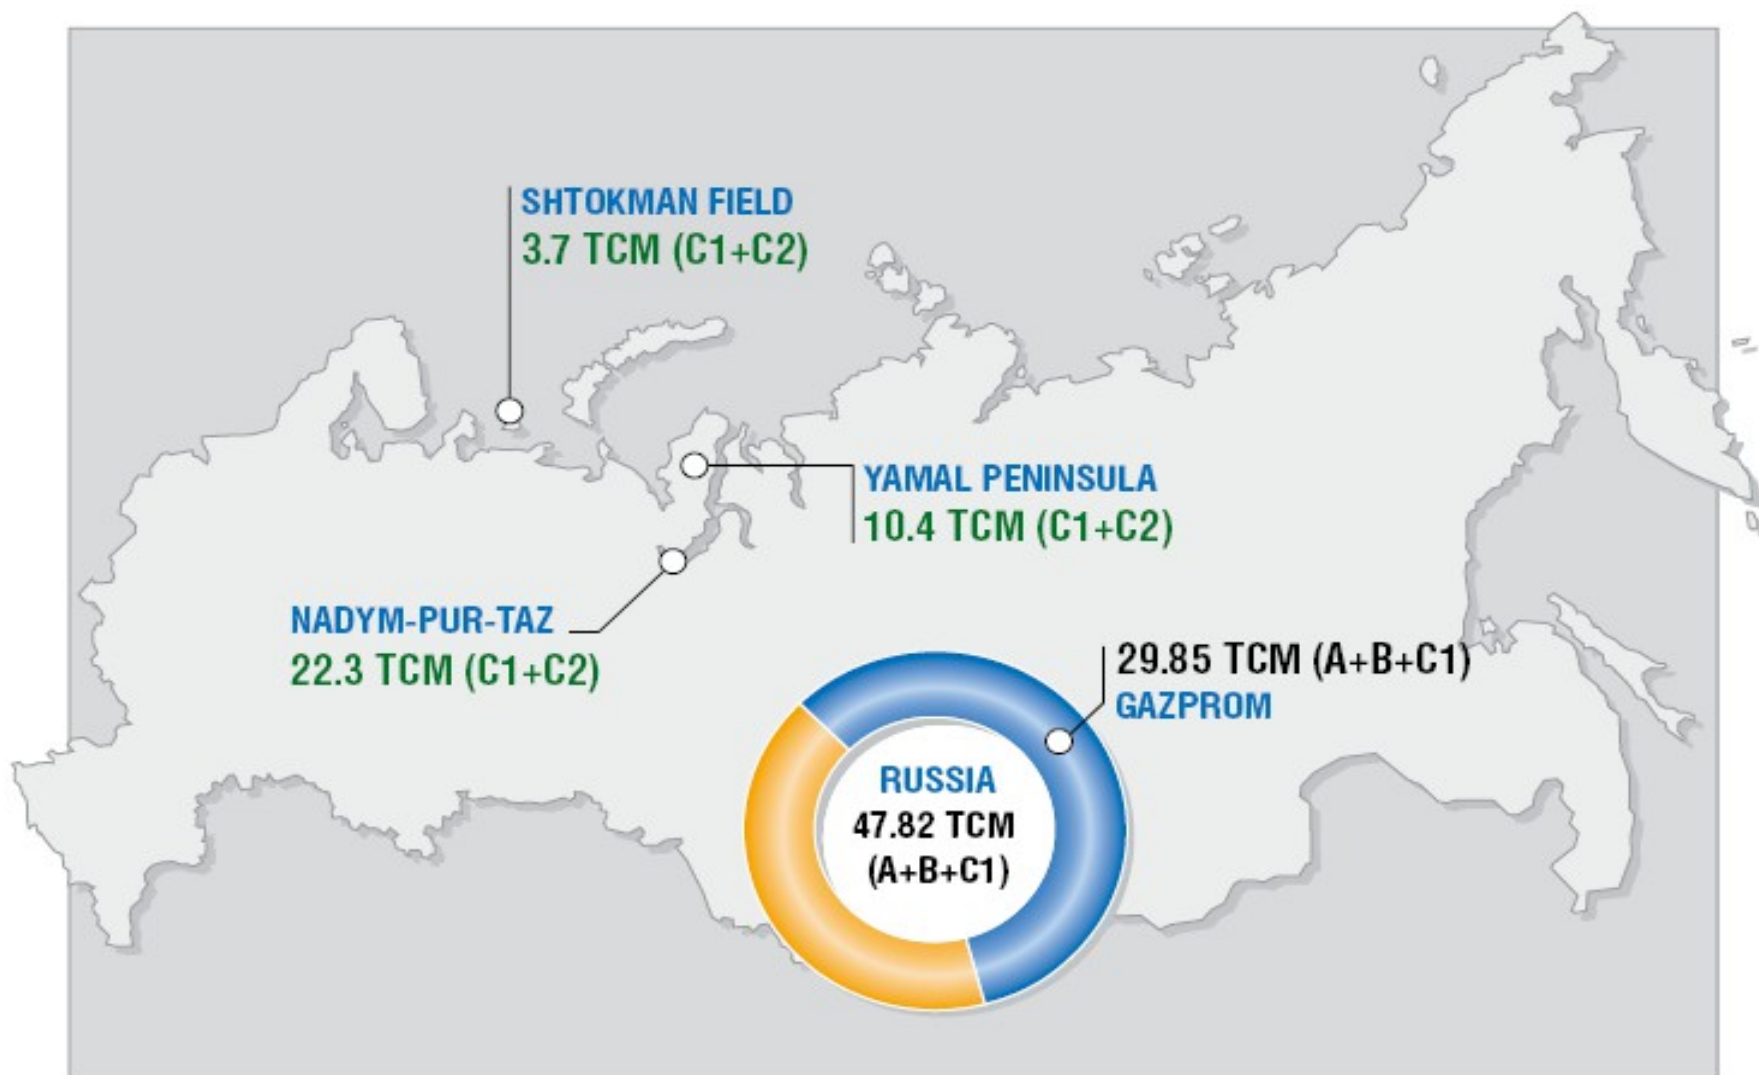 SHTOKMAN FIELD
3.7 TCM (C1+C2)
YAMAL PENINSULA
10.4 TCM (C1+C2)
NADYM-PUR-TAZ
22.3 TCM (C1+C2)
29.85 TCM (A+B+C1)
GAZPROM
RUSSIA
47.82 TCM
(A+B+C1)